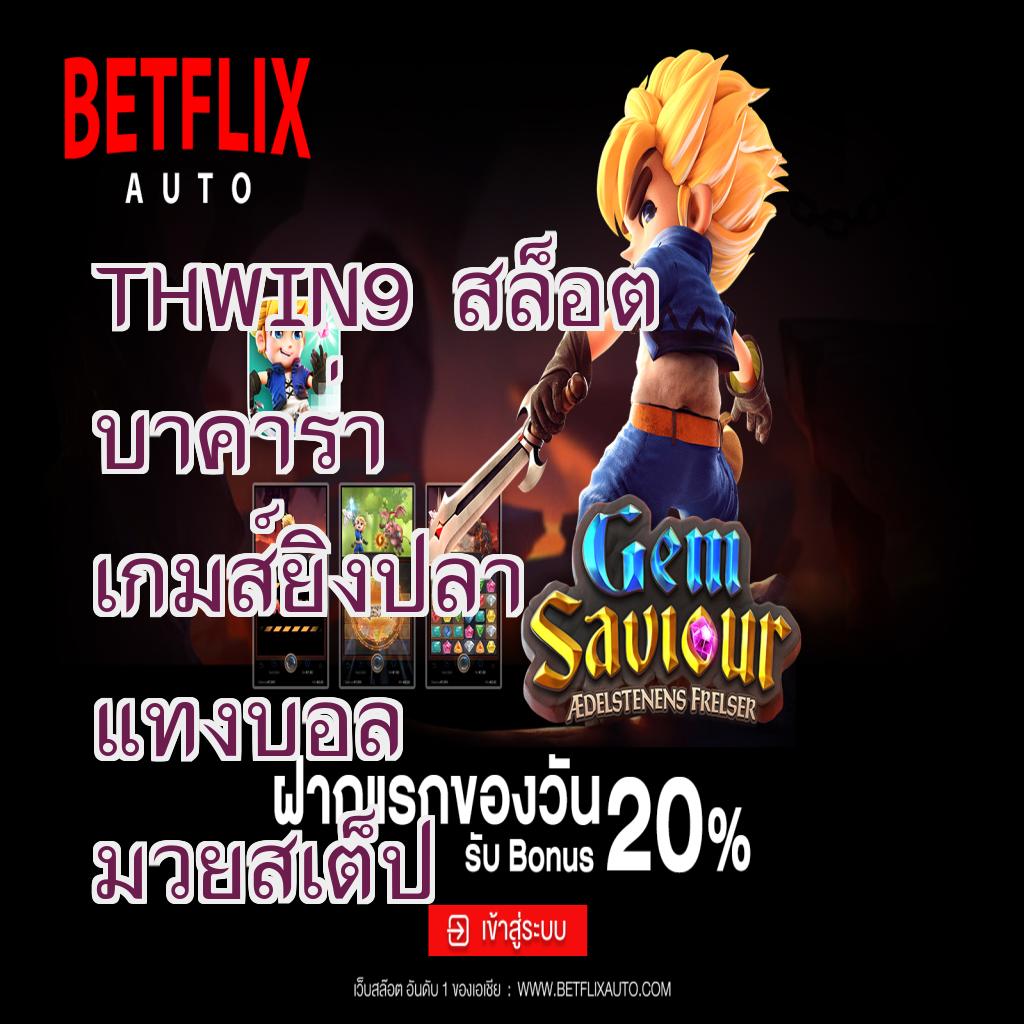 BETFLIX
AUTO
THWIN9 สล็อต
บาคาร่า
เกมส์ยิงปลา
แทงบอล
มวยสเต็ป
Gem
Saviour
ÆDELSTENENS FRELSER
ฝากแรกของวัน
รับ Bonus
20%
เข้าสู่ระบบ
เว็บสล๊อต อันดับ 1 ของเอเชีย : WWW.BETFLIXAUTO.COM